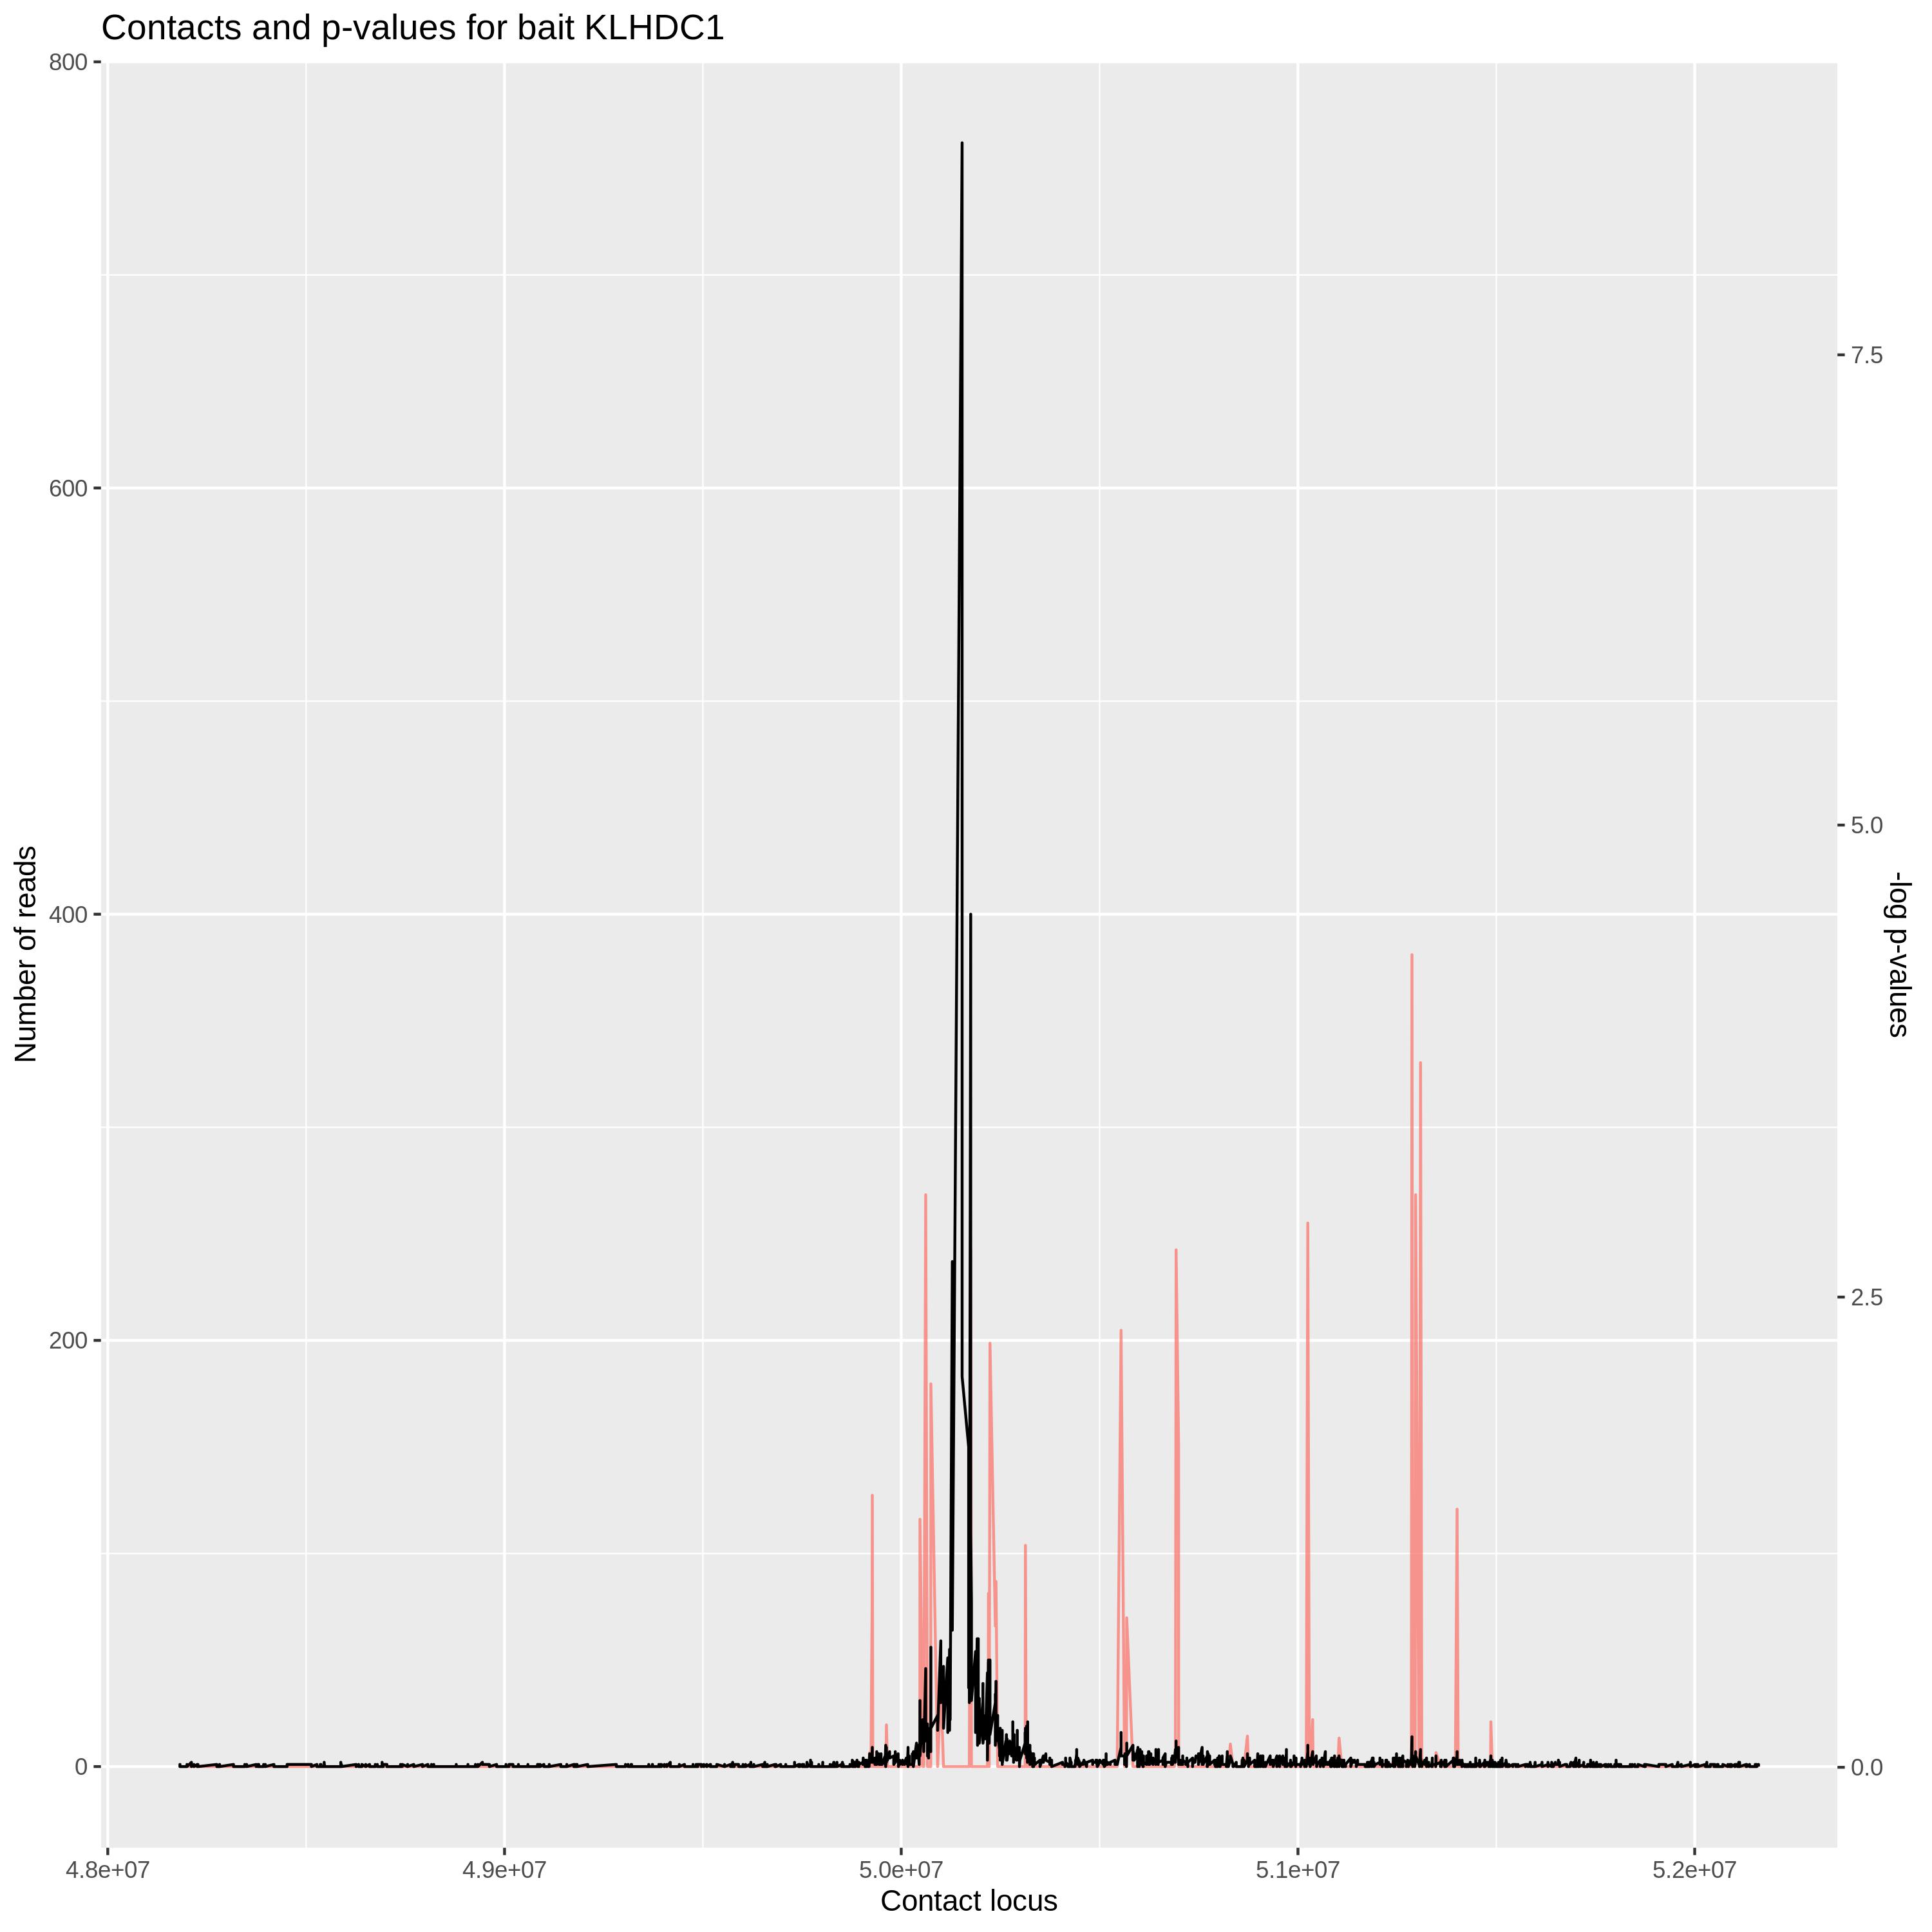 Contacts and p-values for bait KLHDC1
800
600
400
200
0
Number of reads
7.5
5.0
2.5
0.0
-log p-values
4.8e+07
4.9e+07
5.0e+07
5.1e+07
5.2e+07
Contact locus